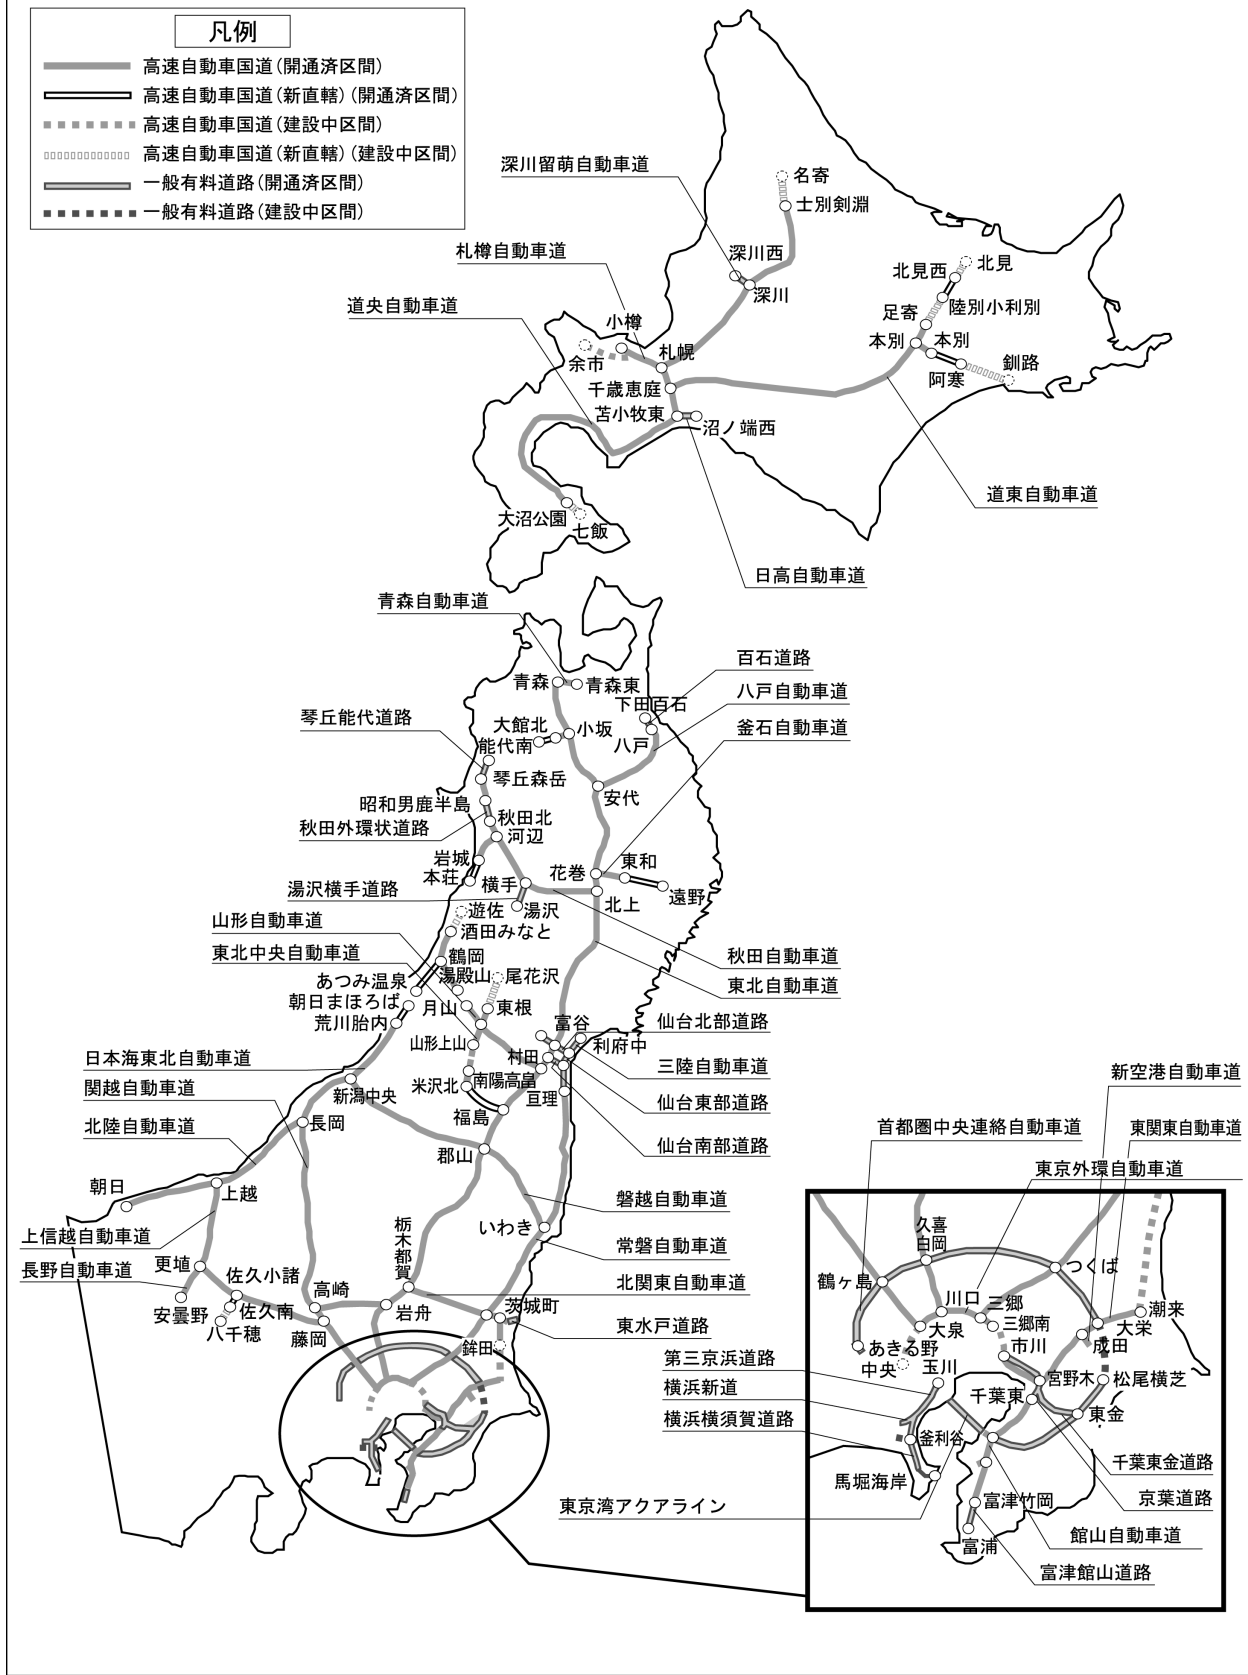 凡例
高速自動車国道(開通済区間)
高速自動車国道(新直轄)(開通済区間)
高速自動車国道(建設中区間)
高速自動車国道(新直轄)(建設中区間)
一般有料道路(開通済区間)
一般有料道路(建設中区間)
深川留萌自動車道
名寄
士別剣淵
札樽自動車道
深川西
深川
北見西
北見
道央自動車道
足寄
陸別小利別
小樽
本別
本別
余市
札幌
阿寒
釧路
千歳恵庭
苫小牧東
沼ノ端西
道東自動車道
大沼公園
七飯
日高自動車道
青森自動車道
百石道路
青森
青森東
八戸自動車道
下田百石
琴丘能代道路
大館北
小坂
釜石自動車道
能代南
八戸
琴丘森岳
安代
昭和男鹿半島
秋田北
秋田外環状道路
河辺
岩城
花巻
東和
本荘
横手
湯沢横手道路
遠野
北上
湯沢
山形自動車道
遊佐
酒田みなと
東北中央自動車道
秋田自動車道
鶴岡
湯殿山
尾花沢
あつみ温泉
東北自動車道
朝日まほろば
月山
東根
荒川胎内
富谷
仙台北部道路
山形上山
利府中
日本海東北自動車道
村田
三陸自動車道
新空港自動車道
関越自動車道
新潟中央
米沢北
南陽高畠
亘理
仙台東部道路
長岡
福島
北陸自動車道
首都圏中央連絡自動車道
東関東自動車道
仙台南部道路
郡山
東京外環自動車道
朝日
上越
磐越自動車道
栃木都賀
いわき
上信越自動車道
常磐自動車道
久喜白岡
更埴
つくば
長野自動車道
佐久小諸
北関東自動車道
鶴ヶ島
安曇野
佐久南
高崎
岩舟
茨城町
川口
三郷
潮来
八千穂
藤岡
東水戸道路
大泉
三郷南
大栄
鉾田
あきる野
市川
成田
第三京浜道路
中央
玉川
横浜新道
千葉東
宮野木
松尾横芝
横浜横須賀道路
東金
釜利谷
千葉東金道路
馬堀海岸
京葉道路
東京湾アクアライン
富津竹岡
館山自動車道
富浦
富津館山道路